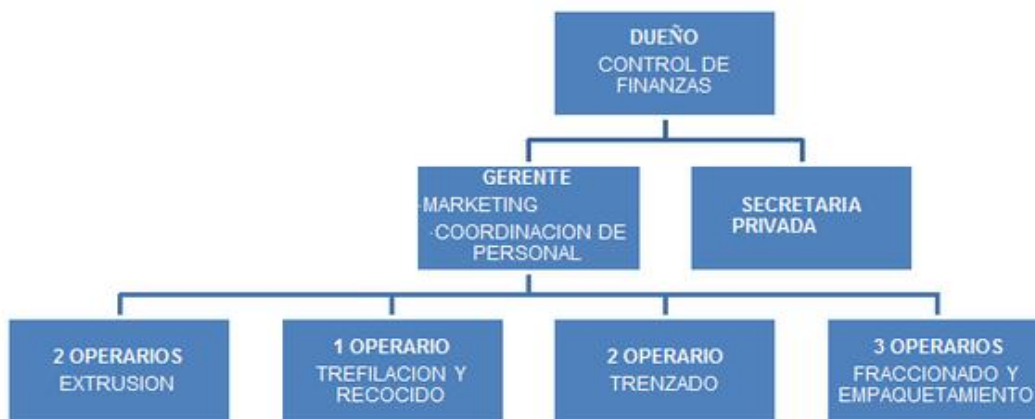 DUEÑO
CONTROL DE
FINANZAS
GERENTE
·MARKETING
·COORDINACION DE
PERSONAL
SECRETARIA
PRIVADA
2 OPERARIOS
EXTRUSION
1 OPERARIO
TREFILACION Y
RECOCIDO
2 OPERARIO
TRENZADO
3 OPERARIOS
FRACCIONADO Y
EMPAQUETAMIENTO